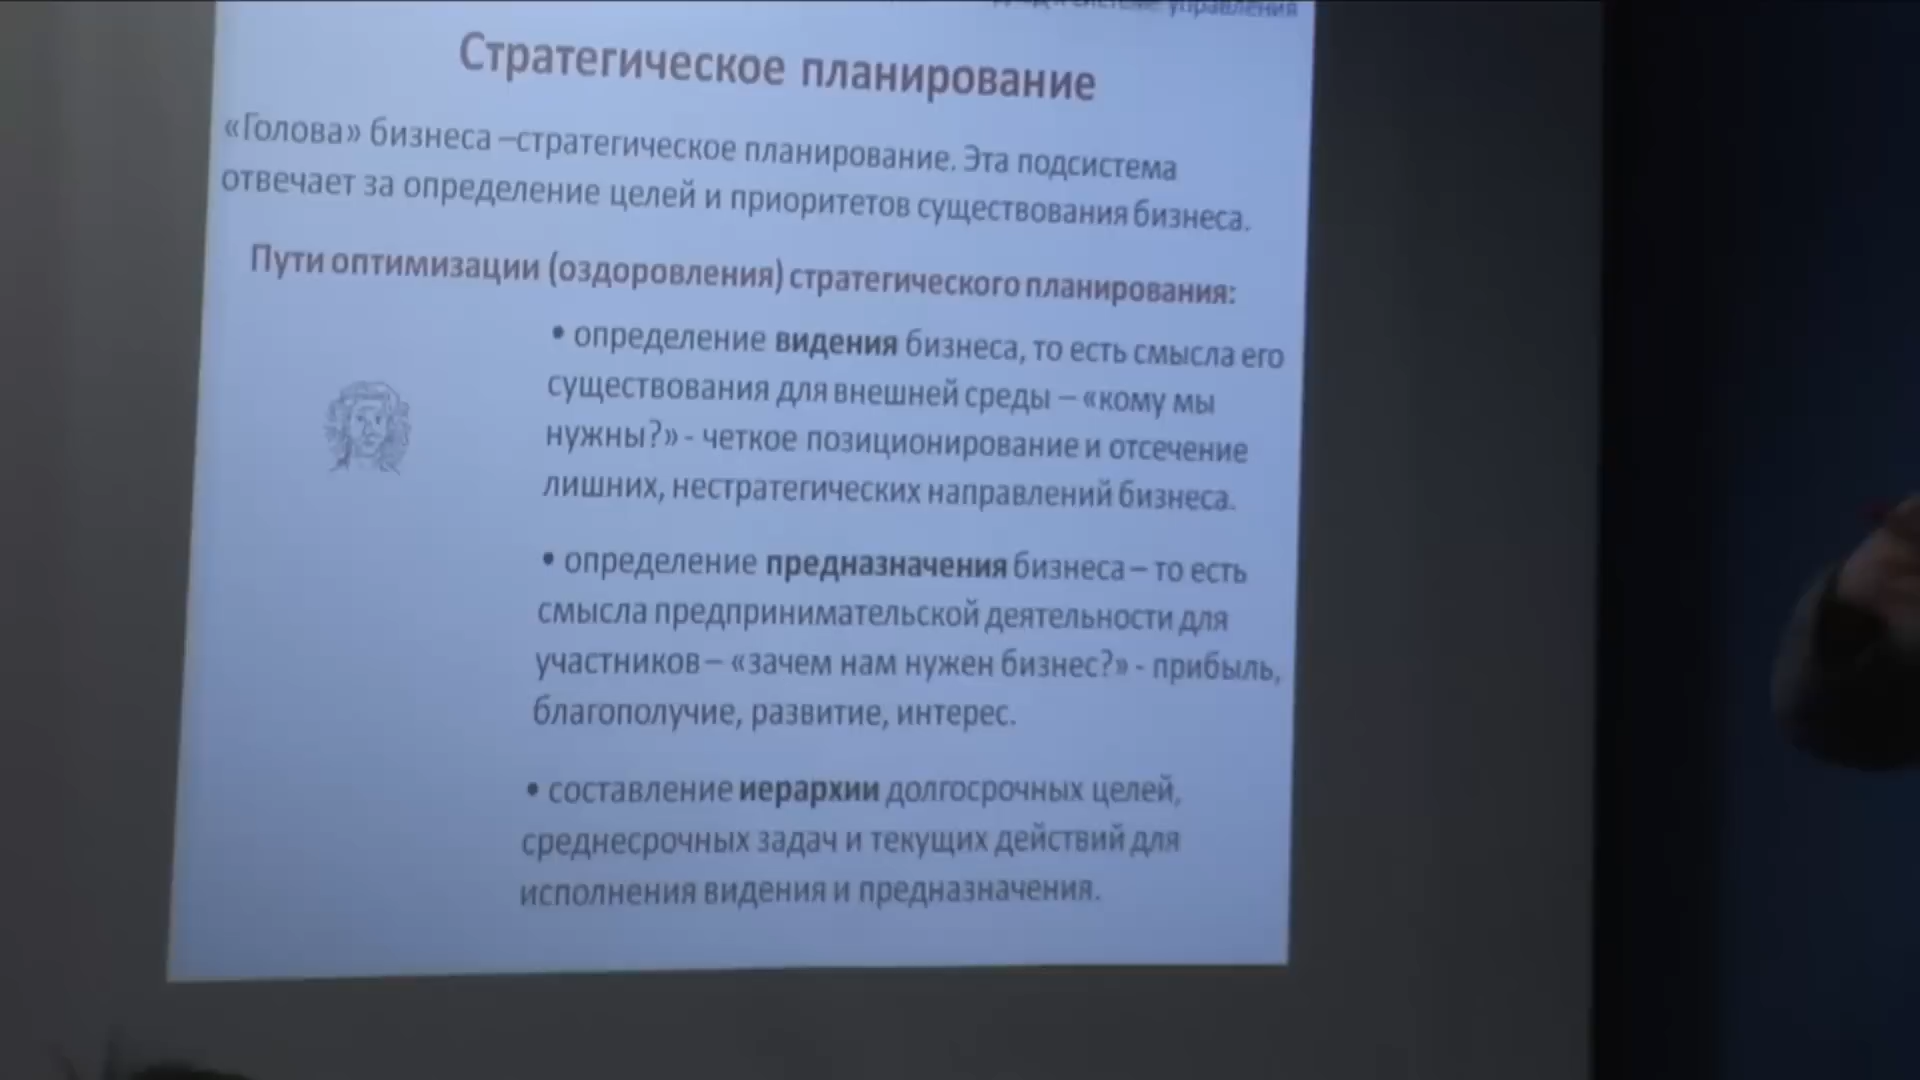 системе управления
Стратегическое планирование
«Голова» бизнеса –стратегическое планирование. Эта подсистема
отвечает за определение целей и приоритетов существования бизнеса.
Пути оптимизации (оздоровления) стратегического планирования:
• определение видения бизнеса, то есть смысла его
существования для внешней среды – «кому мы
нужны?» - четкое позиционирование и отсечение
лишних, нестратегических направлений бизнеса.
• определение предназначения бизнеса – то есть
смысла предпринимательской деятельности для
участников – «зачем нам нужен бизнес?» - прибыль,
благополучие, развитие, интерес.
• составление иерархии долгосрочных целей,
среднесрочных задач и текущих действий для
исполнения видения и предназначения.